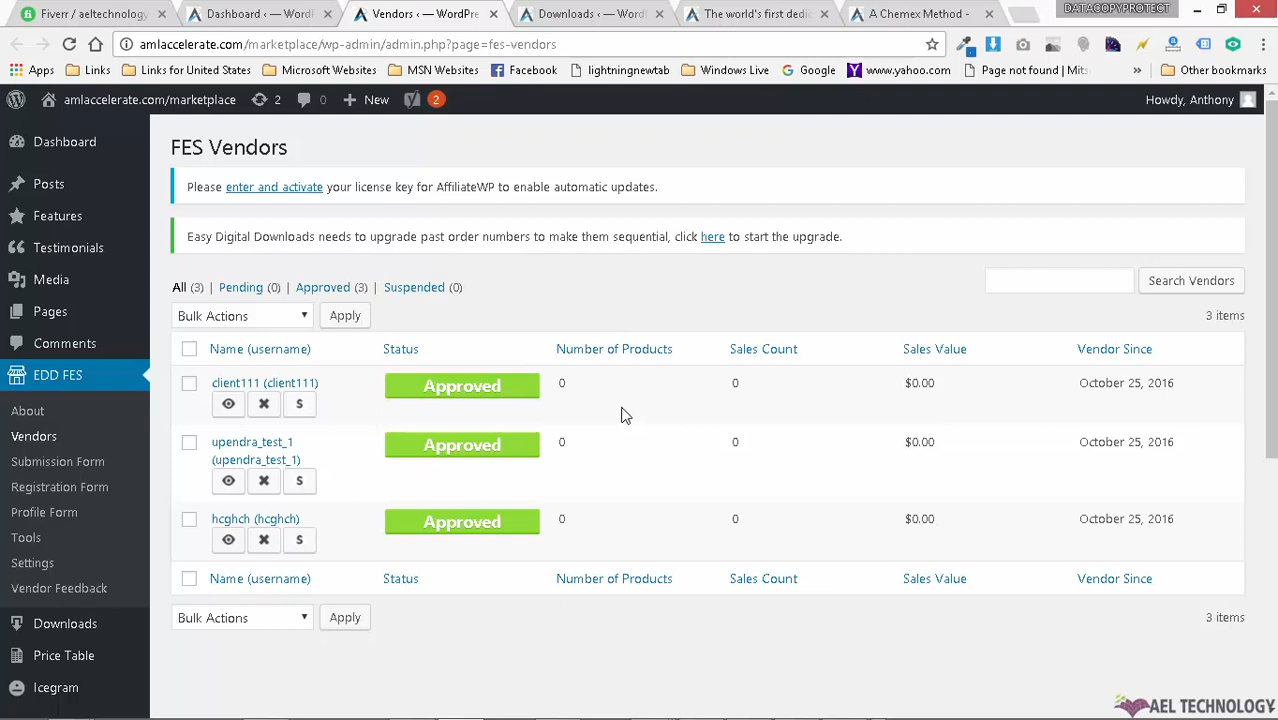 Fiverr / aeltechnology
Dashboard ‹ — WordPr
Vendors ‹ — WordPre
Downloads ‹ — WordPr
The world's first dedic
A Chemex Method -
DATACOPYPROTECT
amlaccelerate.com/marketplace/wp-admin/admin.php?page=fes-vendors
Apps
Links
Links for United States
Microsoft Websites
MSN Websites
Facebook
lightningnewtab
Windows Live
Google
www.yahoo.com
Page not found | Mits
»
Other bookmarks
amlaccelerate.com/marketplace
2
0
New
2
Howdy, Anthony
Dashboard
Posts
Features
Testimonials
Media
Pages
Comments
EDD FES
About
Vendors
Submission Form
Registration Form
Profile Form
Tools
Settings
Vendor Feedback
Downloads
Price Table
Icegram
FES Vendors
Please enter and activate your license key for AffiliateWP to enable automatic updates.
Easy Digital Downloads needs to upgrade past order numbers to make them sequential, click here to start the upgrade.
All (3) | Pending (0) | Approved (3) | Suspended (0)
Search Vendors
Bulk Actions
Apply
3 items
Name (username) Status Number of Products Sales Count Sales Value Vendor Since
client111 (client111) Approved 0 0 $0.00 October 25, 2016
$
upendra_test_1 Approved 0 0 $0.00 October 25, 2016
(upendra_test_1)
$
hcghch (hcghch) Approved 0 0 $0.00 October 25, 2016
$
Name (username) Status Number of Products Sales Count Sales Value Vendor Since
Bulk Actions
Apply
3 items
AEL TECHNOLOGY